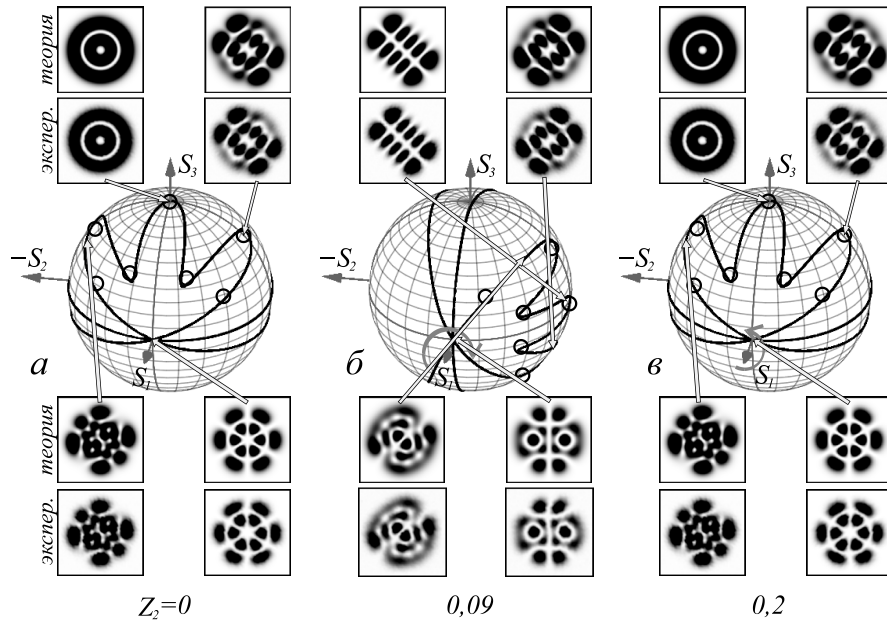 теория
экспер.
S3 S3 S3
−S2 −S2 −S2
а б в
S1 S1 S1
теория
экспер.
Z2=0 0,09 0,2